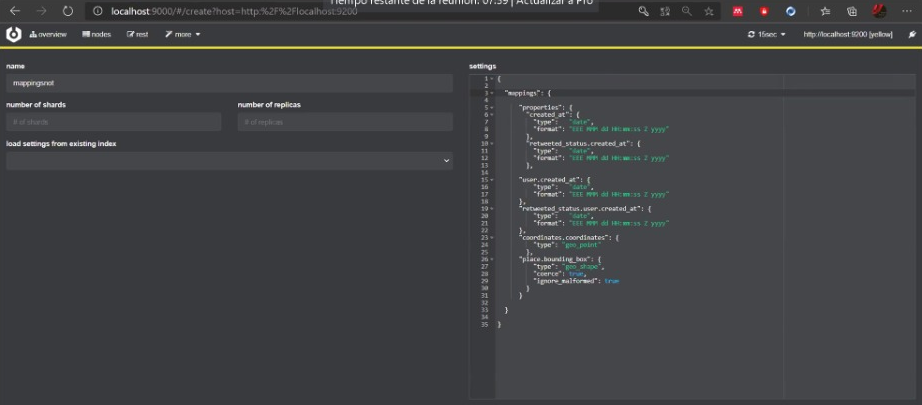 Tiempo restante de la reunión: 07:59 | Actualizar a Pro
localhost:9000/#/create?host=http:%2F%2Flocalhost:9200
overview nodes rest more 15sec http://localhost:9200 [yellow]
name
mappingsnot
number of shards number of replicas
# of shards # of replicas
load settings from existing index
settings
1 {
2
3 "mappings": {
4
5 "properties": {
6 "created_at": {
7 "type": "date",
8 "format": "EEE MMM dd HH:mm:ss Z yyyy"
9 },
10 "retweeted_status.created_at": {
11 "type": "date",
12 "format": "EEE MMM dd HH:mm:ss Z yyyy"
13 },
14
15 "user.created_at": {
16 "type": "date",
17 "format": "EEE MMM dd HH:mm:ss Z yyyy"
18 },
19 "retweeted_status.user.created_at": {
20 "type": "date",
21 "format": "EEE MMM dd HH:mm:ss Z yyyy"
22 },
23 "coordinates.coordinates": {
24 "type": "geo_point"
25 },
26 "place.bounding_box": {
27 "type": "geo_shape",
28 "coerce": true,
29 "ignore_malformed": true
30 }
31 }
32
33 }
34
35 }